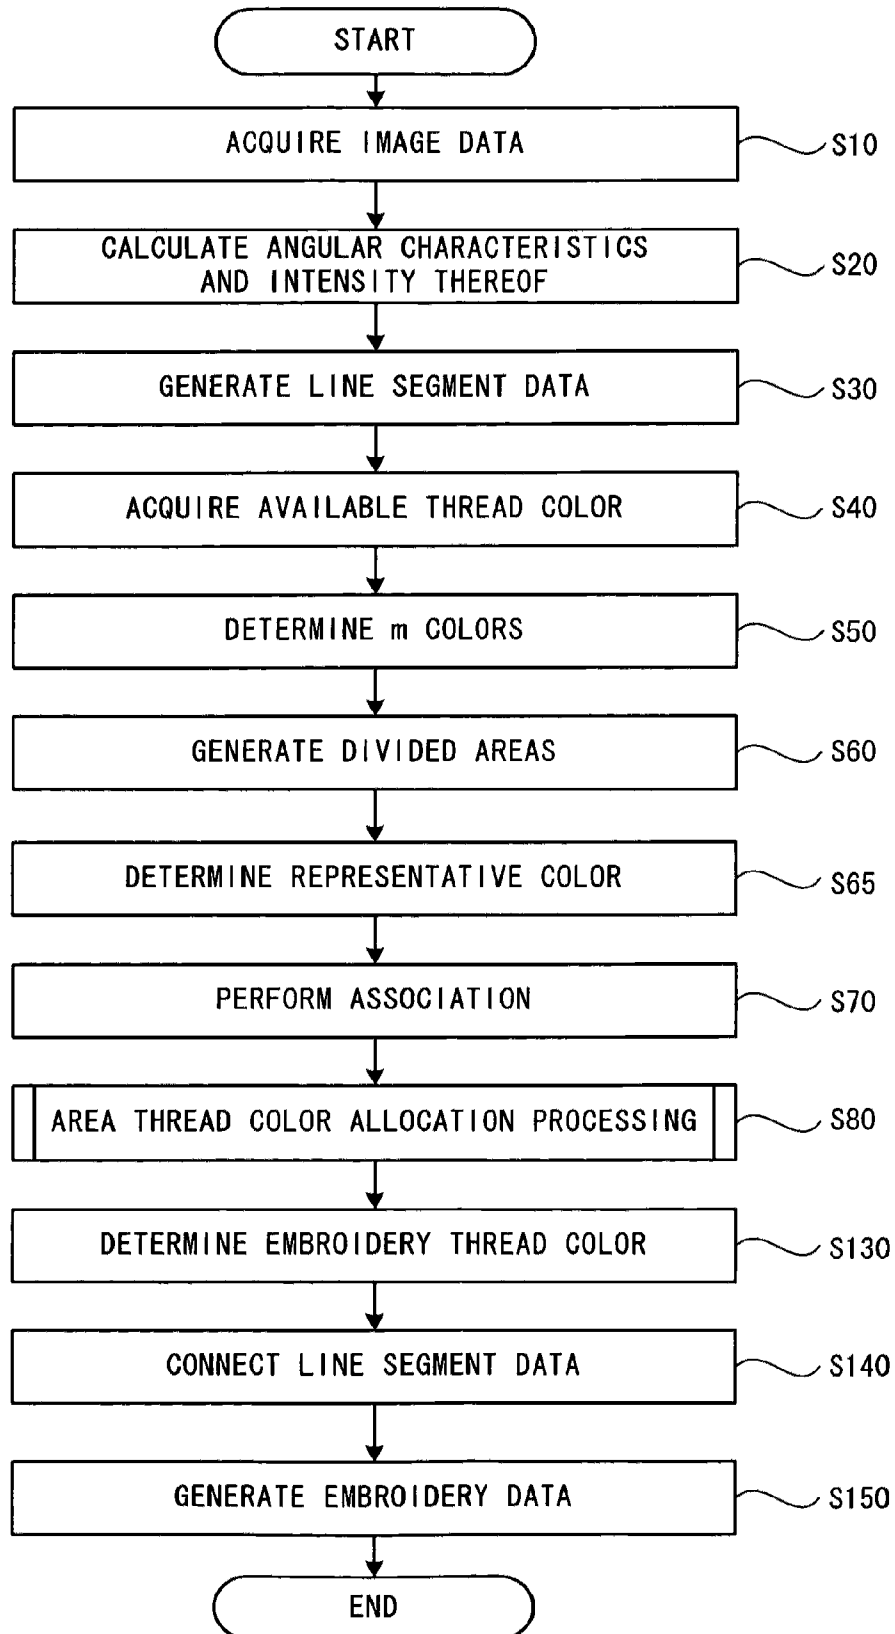 START
ACQUIRE IMAGE DATA
S10
CALCULATE ANGULAR CHARACTERISTICS
AND INTENSITY THEREOF
S20
GENERATE LINE SEGMENT DATA
S30
ACQUIRE AVAILABLE THREAD COLOR
S40
DETERMINE m COLORS
S50
GENERATE DIVIDED AREAS
S60
DETERMINE REPRESENTATIVE COLOR
S65
PERFORM ASSOCIATION
S70
AREA THREAD COLOR ALLOCATION PROCESSING
S80
DETERMINE EMBROIDERY THREAD COLOR
S130
CONNECT LINE SEGMENT DATA
S140
GENERATE EMBROIDERY DATA
S150
END